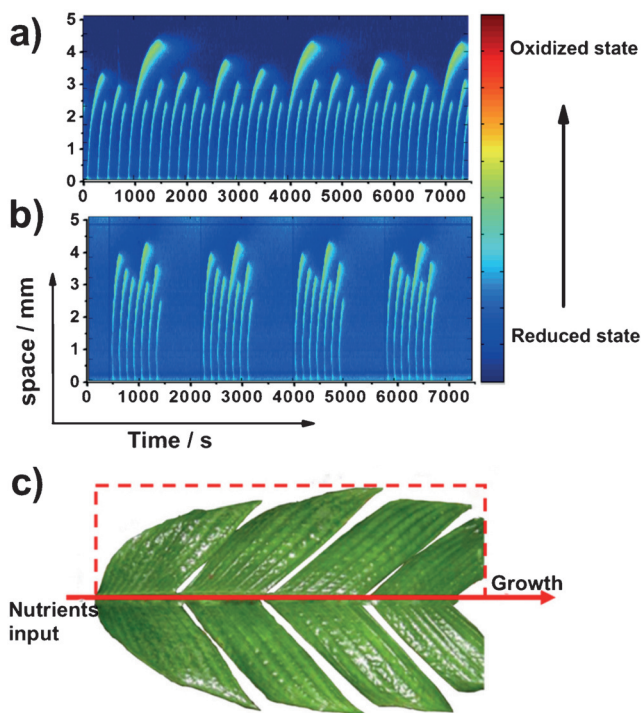 a)
5
4
3
2
1
0
0 1000 2000 3000 4000 5000 6000 7000
b)
5
4
3
2
1
0
0 1000 2000 3000 4000 5000 6000 7000
space / mm
Time / s
Oxidized state
Reduced state
c)
Nutrients
input
Growth